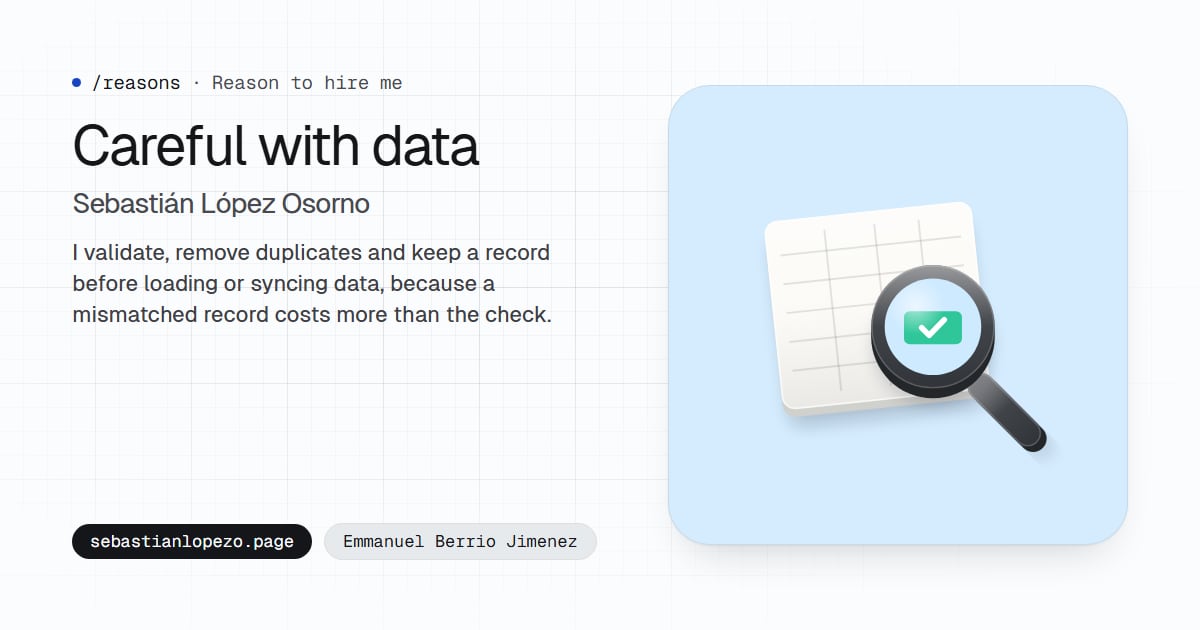 /reasons · Reason to hire me
Careful with data
Sebastián López Osorno
I validate, remove duplicates and keep a record
before loading or syncing data, because a
mismatched record costs more than the check.
sebastianlopezo.page
Emmanuel Berrio Jimenez